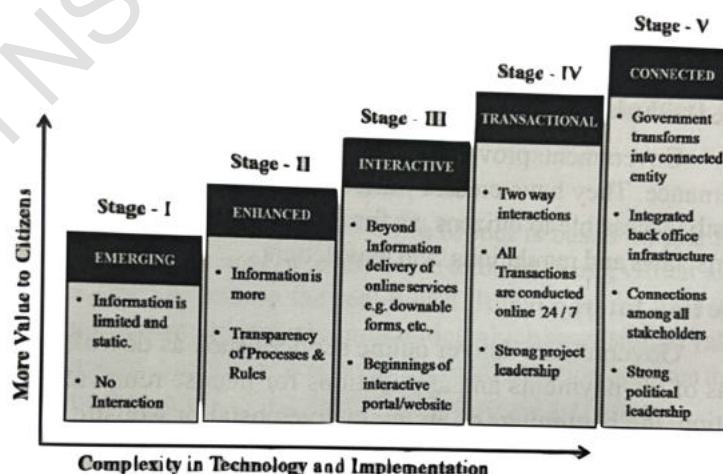 Stage - I
EMERGING
• Information is
limited and
static.
• No
Interaction
Stage - II
ENHANCED
• Information is
more
• Transparency
of Processes &
Rules
Stage - III
INTERACTIVE
• Beyond
Information
delivery of
online services
e.g. downable
forms, etc.,
• Beginnings of
interactive
portal/website
Stage - IV
TRANSACTIONAL
• Two way
interactions
• All
Transactions
are conducted
online 24 / 7
• Strong project
leadership
Stage - V
CONNECTED
• Government
transforms
into connected
entity
• Integrated
back office
infrastructure
• Connections
among all
stakeholders
• Strong
political
leadership
More Value to Citizens
Complexity in Technology and Implementation